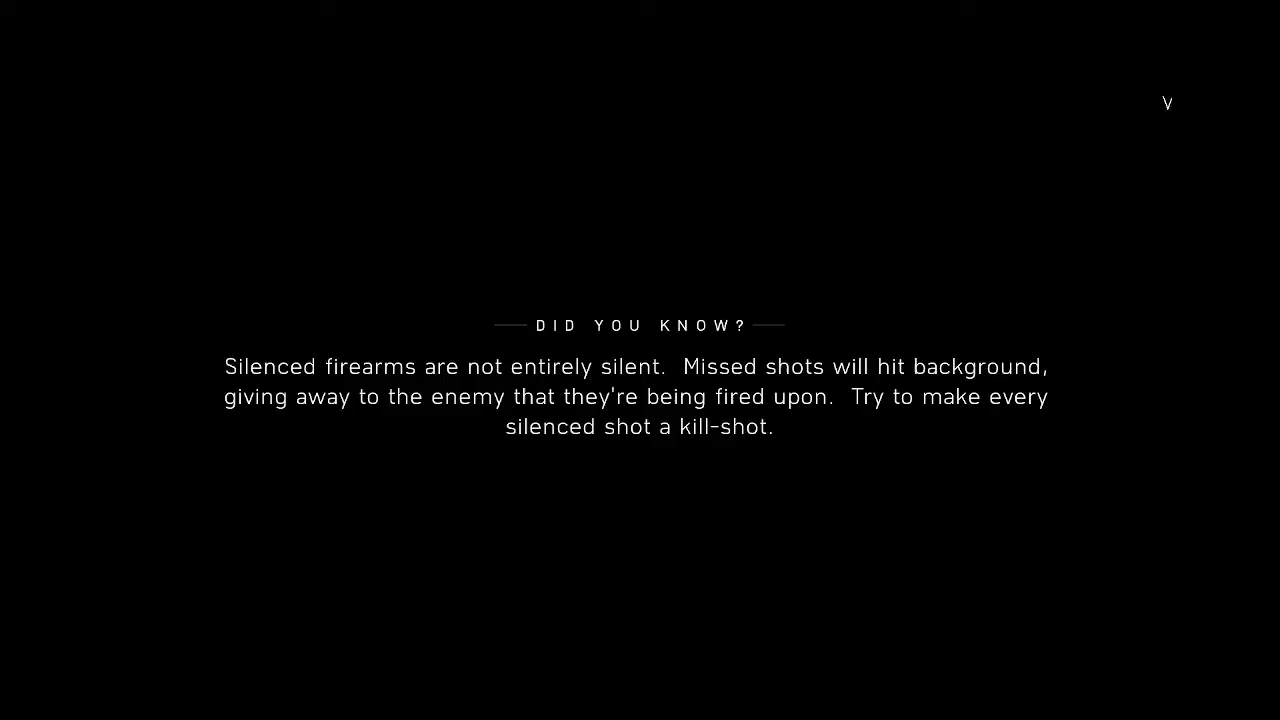 V
DID YOU KNOW?
Silenced firearms are not entirely silent.  Missed shots will hit background,
giving away to the enemy that they're being fired upon.  Try to make every
silenced shot a kill-shot.